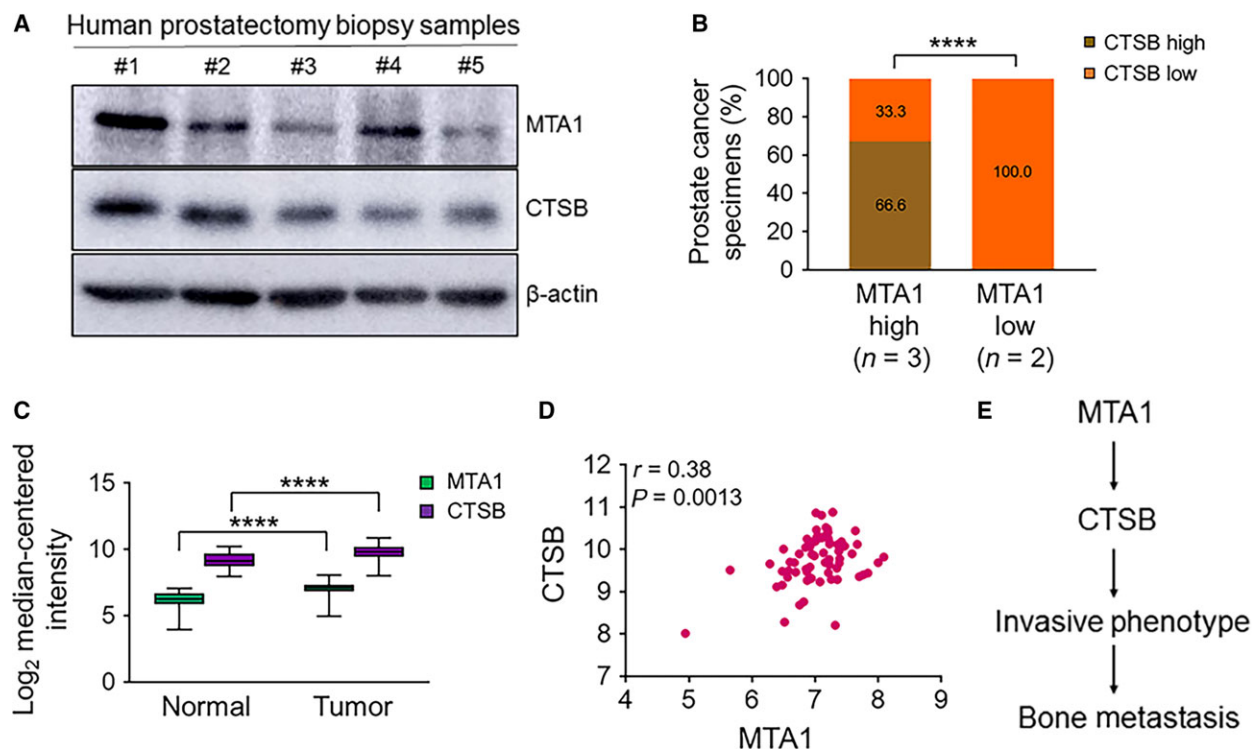 A
Human prostatectomy biopsy samples
#1 #2 #3 #4 #5
MTA1
CTSB
β-actin
B
****
CTSB high
CTSB low
Prostate cancer
specimens (%)
100
80
60
40
20
0
33.3
66.6
100.0
MTA1
high
(n = 3)
MTA1
low
(n = 2)
C
Log₂ median-centered
intensity
15
10
5
0
****
****
MTA1
CTSB
Normal Tumor
D
r = 0.38
P = 0.0013
CTSB
12
11
10
9
8
7
4 5 6 7 8 9
MTA1
E
MTA1
CTSB
Invasive phenotype
Bone metastasis